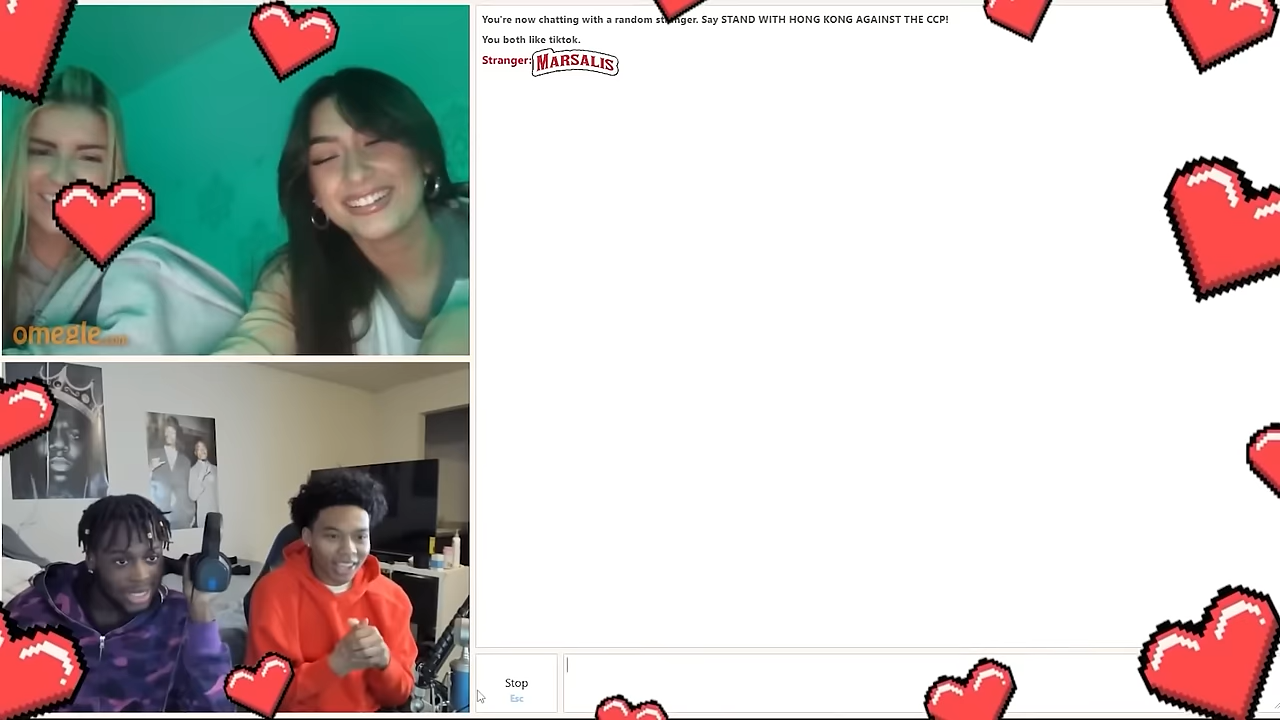 You're now chatting with a random stranger. Say STAND WITH HONG KONG AGAINST THE CCP!
You both like tiktok.
Stranger: MARSALIS
omegle.com
Stop
Esc